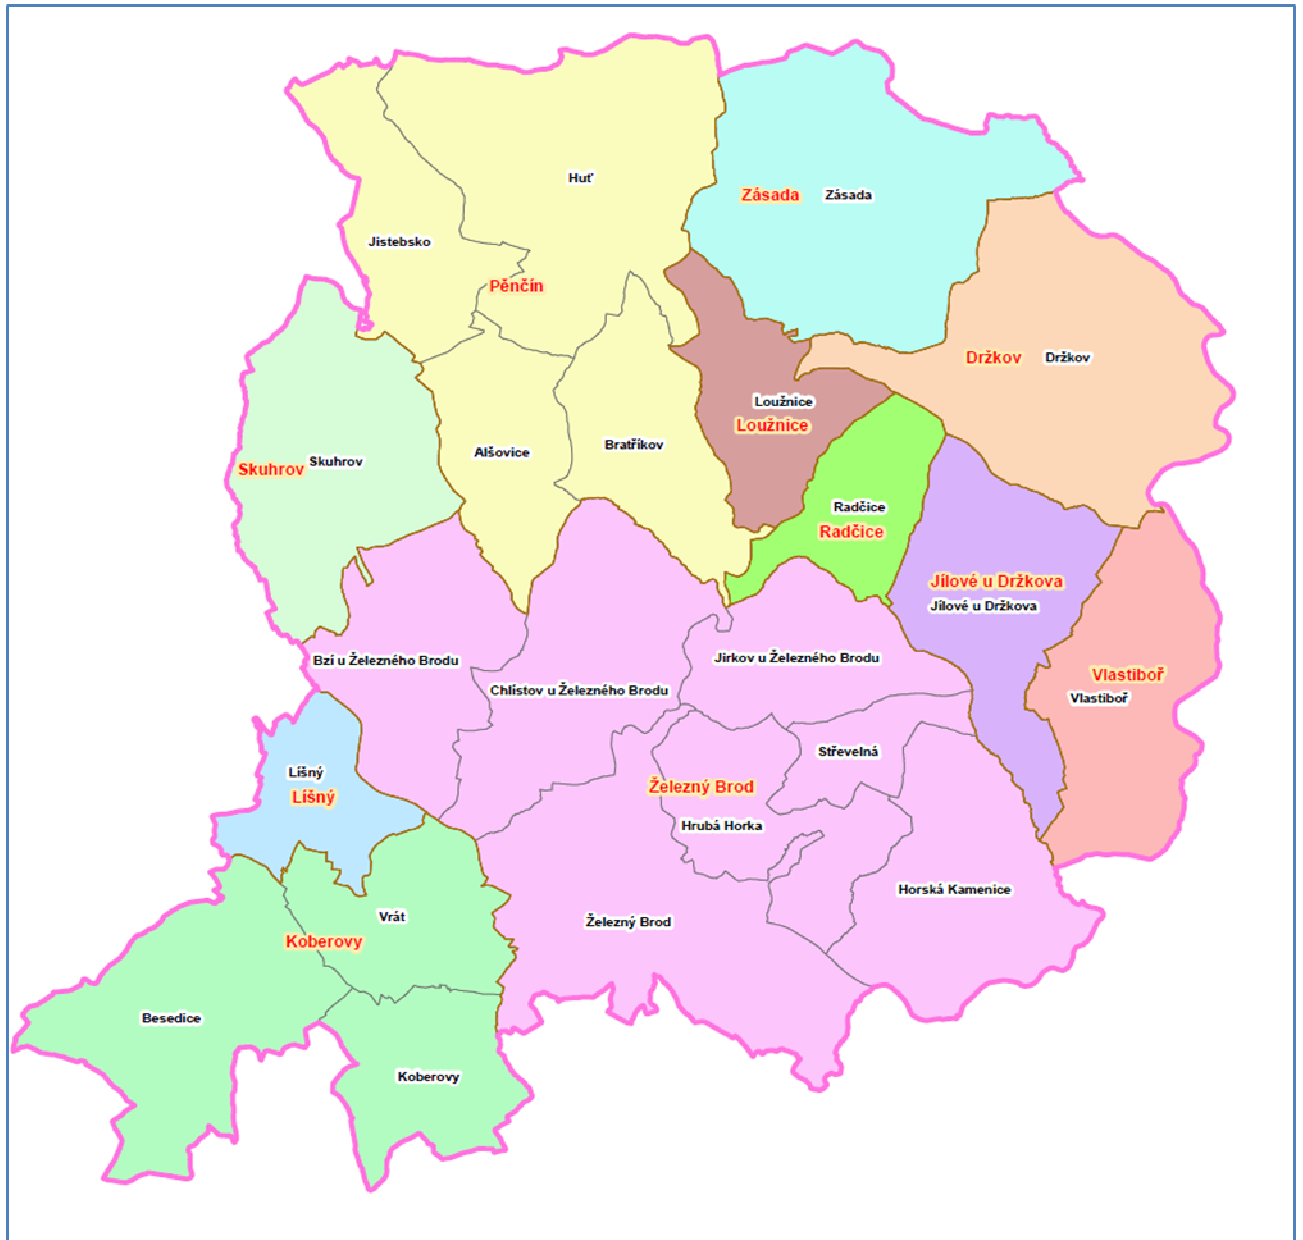 Huť
Zásada
Zásada
Jistebsko
Pěnčín
Držkov
Držkov
Loužnice
Loužnice
Alšovice
Bratříkov
Skuhrov
Skuhrov
Radčice
Radčice
Jílové u Držkova
Jílové u Držkova
Bzí u Železného Brodu
Jirkov u Železného Brodu
Vlastiboř
Vlastiboř
Chlístov u Železného Brodu
Střevelná
Líšný
Líšný
Železný Brod
Hrubá Horka
Horská Kamenice
Vrát
Železný Brod
Koberovy
Besedice
Koberovy